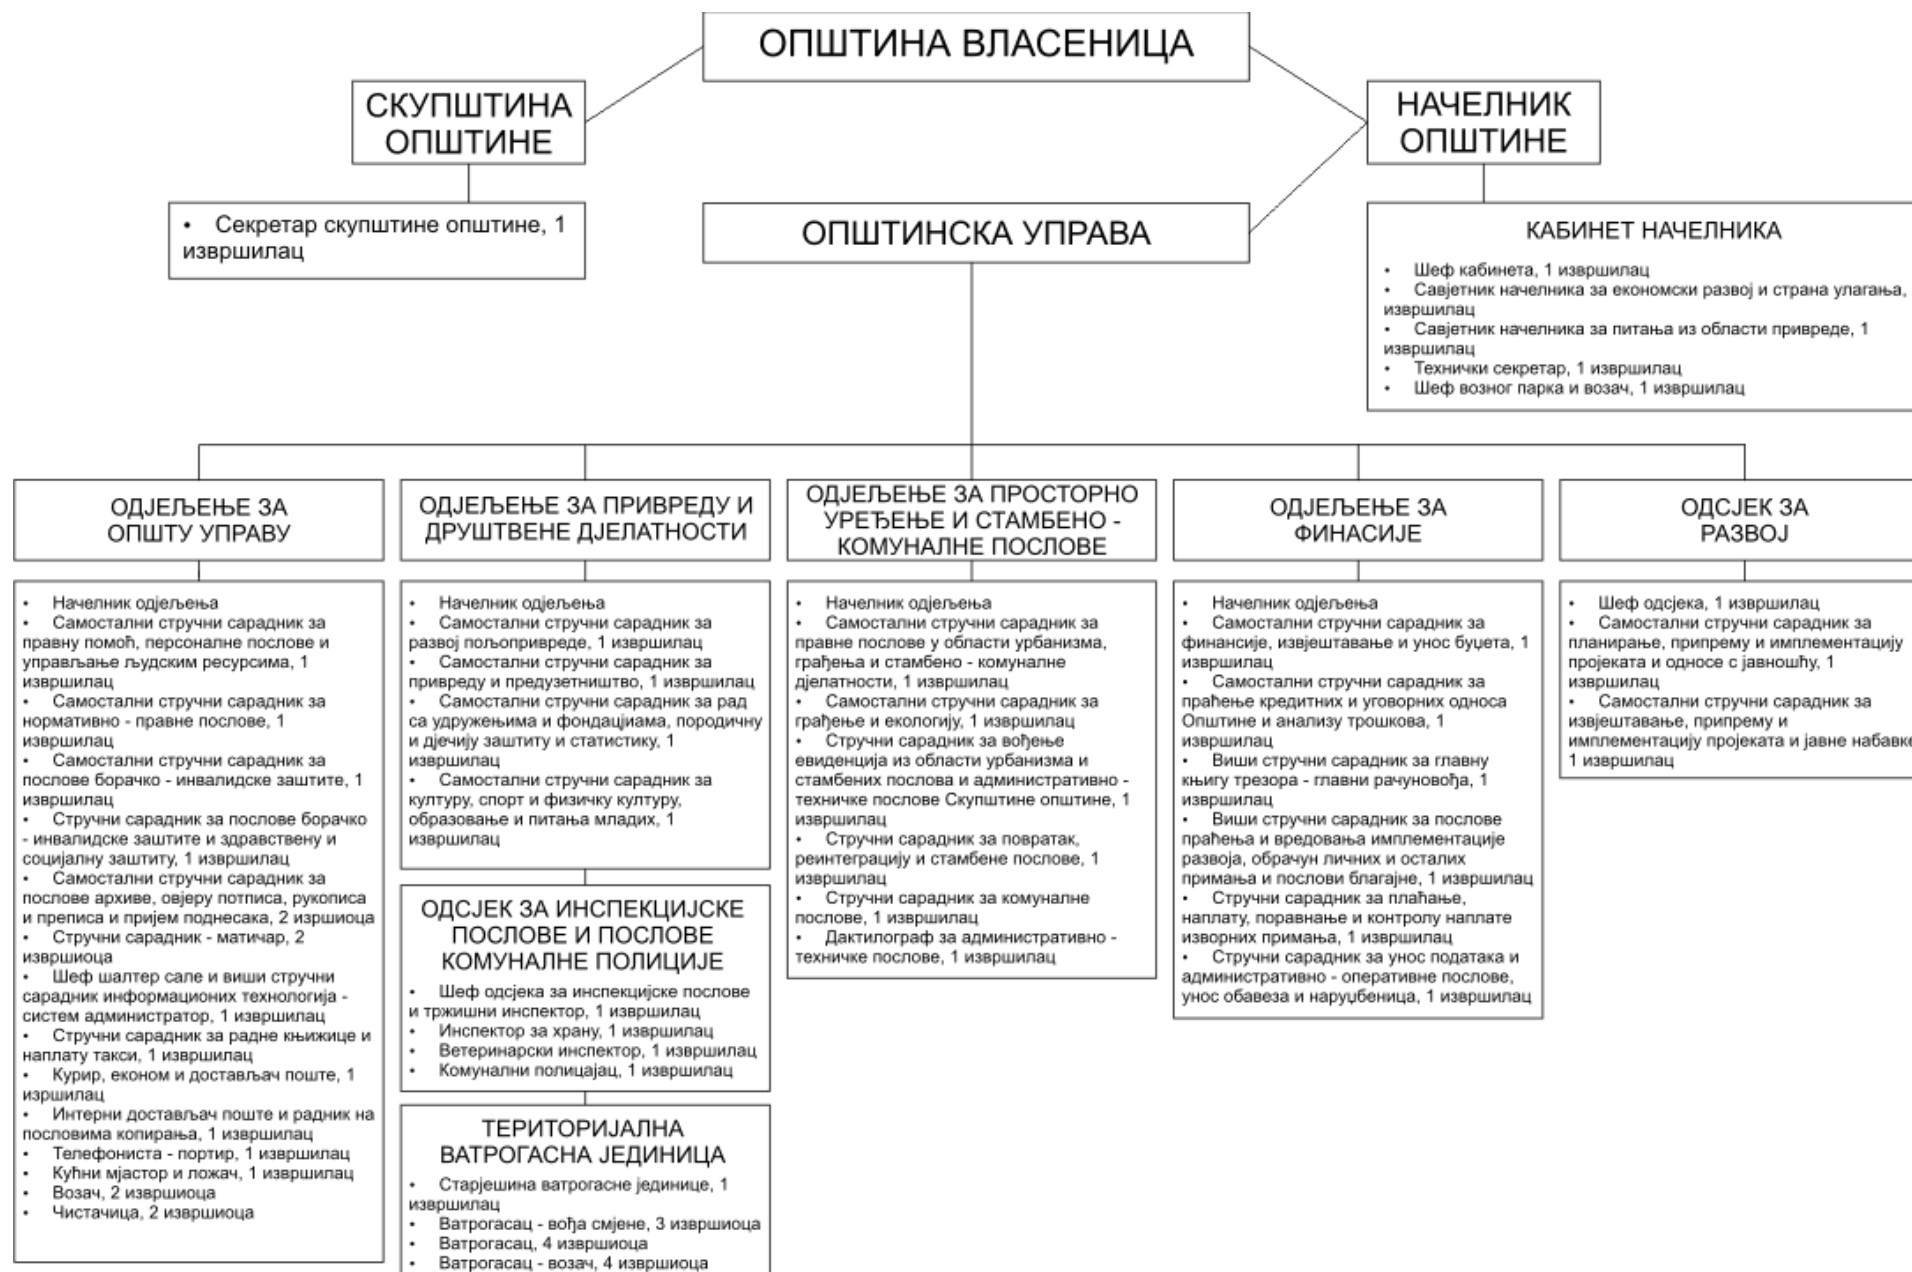 ОПШТИНА ВЛАСЕНИЦА
СКУПШТИНА
ОПШТИНЕ
НАЧЕЛНИК
ОПШТИНЕ
• Секретар скупштине општине, 1
извршилац
ОПШТИНСКА УПРАВА
КАБИНЕТ НАЧЕЛНИКА
• Шеф кабинета, 1 извршилац
• Савјетник начелника за економски развој и страна улагања,
извршилац
• Савјетник начелника за питања из области привреде, 1
извршилац
• Технички секретар, 1 извршилац
• Шеф возног парка и возач, 1 извршилац
ОДЈЕЉЕЊЕ ЗА
ОПШТУ УПРАВУ
• Начелник одјељења
• Самостални стручни сарадник за
правну помоћ, персоналне послове и
управљање људским ресурсима, 1
извршилац
• Самостални стручни сарадник за
нормативно - правне послове, 1
извршилац
• Самостални стручни сарадник за
послове борачко - инвалидске заштите, 1
извршилац
• Стручни сарадник за послове борачко
- инвалидске заштите и здравствену и
социјалну заштиту, 1 извршилац
• Самостални стручни сарадник за
послове архиве, овјеру потписа, рукописа
и преписа и пријем поднесака, 2 изршиоца
• Стручни сарадник - матичар, 2
извршиоца
• Шеф шалтер сале и виши стручни
сарадник информационих технологија -
систем администратор, 1 извршилац
• Стручни сарадник за радне књижице и
наплату такси, 1 извршилац
• Курир, економ и достављач поште, 1
изршилац
• Интерни достављач поште и радник на
пословима копирања, 1 извршилац
• Телефониста - портир, 1 извршилац
• Кућни мјастор и ложач, 1 извршилац
• Возач, 2 извршиоца
• Чистачица, 2 извршиоца
ОДЈЕЉЕЊЕ ЗА ПРИВРЕДУ И
ДРУШТВЕНЕ ДЈЕЛАТНОСТИ
• Начелник одјељења
• Самостални стручни сарадник за
развој пољопривреде, 1 извршилац
• Самостални стручни сарадник за
привреду и предузетништво, 1 извршилац
• Самостални стручни сарадник за рад
са удружењима и фондацјиама, породичну
и дјечију заштиту и статистику, 1
извршилац
• Самостални стручни сарадник за
културу, спорт и физичку културу,
образовање и питања младих, 1
извршилац
ОДСЈЕК ЗА ИНСПЕКЦИЈСКЕ
ПОСЛОВЕ И ПОСЛОВЕ
КОМУНАЛНЕ ПОЛИЦИЈЕ
• Шеф одсјека за инспекцијске послове
и тржишни инспектор, 1 извршилац
• Инспектор за храну, 1 извршилац
• Ветеринарски инспектор, 1 извршилац
• Комунални полицајац, 1 извршилац
ТЕРИТОРИЈАЛНА
ВАТРОГАСНА ЈЕДИНИЦА
• Старјешина ватрогасне јединице, 1
извршилац
• Ватрогасац - вођа смјене, 3 извршиоца
• Ватрогасац, 4 извршиоца
• Ватрогасац - возач, 4 извршиоца
ОДЈЕЉЕЊЕ ЗА ПРОСТОРНО
УРЕЂЕЊЕ И СТАМБЕНО -
КОМУНАЛНЕ ПОСЛОВЕ
• Начелник одјељења
• Самостални стручни сарадник за
правне послове у области урбанизма,
грађења и стамбено - комуналне
дјелатности, 1 извршилац
• Самостални стручни сарадник за
грађење и екологију, 1 извршилац
• Стручни сарадник за вођење
евиденција из области урбанизма и
стамбених послова и административно -
техничке послове Скупштине општине, 1
извршилац
• Стручни сарадник за повратак,
реинтеграцију и стамбене послове, 1
извршилац
• Стручни сарадник за комуналне
послове, 1 извршилац
• Дактилограф за административно -
техничке послове, 1 извршилац
ОДЈЕЉЕЊЕ ЗА
ФИНАСИЈЕ
• Начелник одјељења
• Самостални стручни сарадник за
финансије, извјештавање и унос буџета, 1
извршилац
• Самостални стручни сарадник за
праћење кредитних и уговорних односа
Општине и анализу трошкова, 1
извршилац
• Виши стручни сарадник за главну
књигу трезора - главни рачуновођа, 1
извршилац
• Виши стручни сарадник за послове
праћења и вредовања имплементације
развоја, обрачун личних и осталих
примања и послови благајне, 1 извршилац
• Стручни сарадник за плаћање,
наплату, поравнање и контролу наплате
изворних примања, 1 извршилац
• Стручни сарадник за унос података и
административно - оперативне послове,
унос обавеза и наруџбеница, 1 извршилац
ОДСЈЕК ЗА
РАЗВОЈ
• Шеф одсјека, 1 извршилац
• Самостални стручни сарадник за
планирање, припрему и имплементацију
пројеката и односе с јавношћу, 1
извршилац
• Самостални стручни сарадник за
извјештавање, припрему и
имплементацију пројеката и јавне набавке
1 извршилац